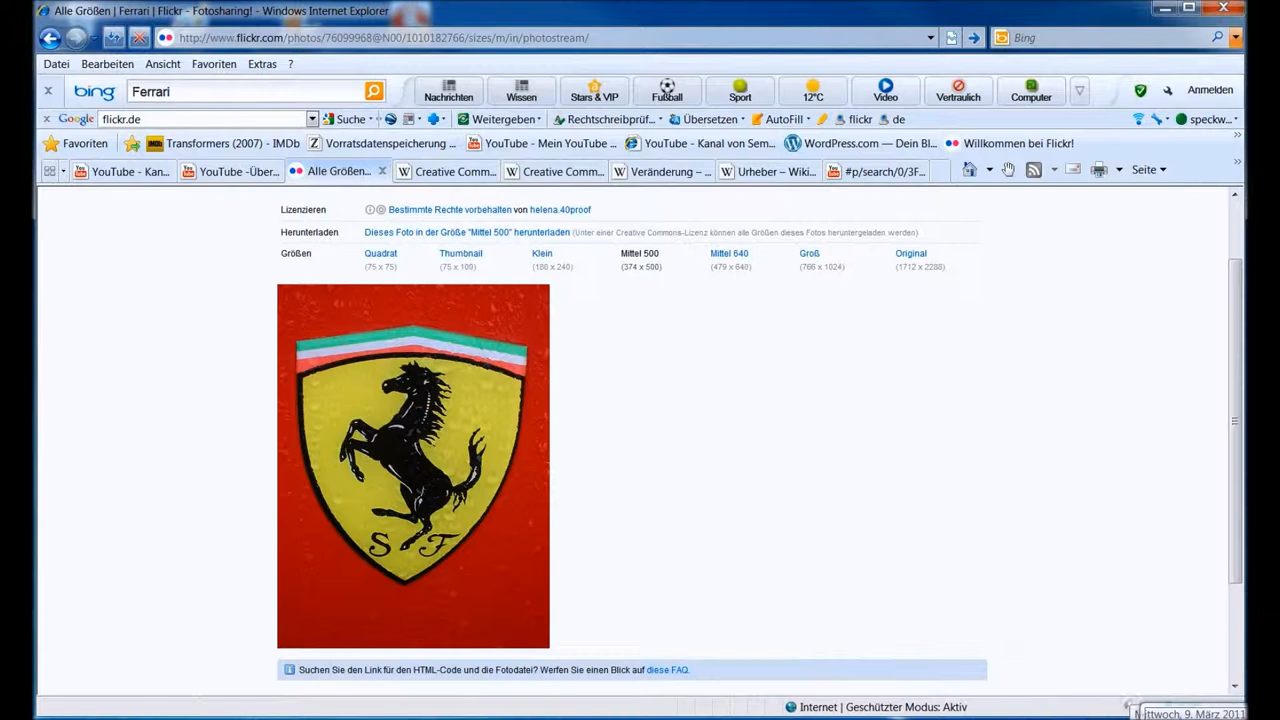 Alle Größen | Ferrari | Flickr - Fotosharing! - Windows Internet Explorer
http://www.flickr.com/photos/76099968@N00/1010182766/sizes/m/in/photostream/
Bing
Datei Bearbeiten Ansicht Favoriten Extras ?
x bing Ferrari Nachrichten Wissen Stars & VIP Fußball Sport 12°C Video Vertraulich Computer Anmelden
x Google flickr.de Suche Weitergeben Rechtschreibprüf... Übersetzen AutoFill flickr de speckw...
Favoriten Transformers (2007) - IMDb Vorratsdatenspeicherung ... YouTube - Mein YouTube ... YouTube - Kanal von Sem... WordPress.com — Dein Bl... Willkommen bei Flickr!
YouTube - Kan... YouTube -Über... Alle Größen... x Creative Comm... Creative Comm... Veränderung – ... Urheber – Wiki... #p/search/0/3F... Seite
Lizenzieren Bestimmte Rechte vorbehalten von helena.40proof
Herunterladen Dieses Foto in der Größe "Mittel 500" herunterladen (Unter einer Creative Commons-Lizenz können alle Größen dieses Fotos heruntergeladen werden)
Größen Quadrat Thumbnail Klein Mittel 500 Mittel 640 Groß Original
(75 x 75) (75 x 100) (180 x 240) (374 x 500) (479 x 640) (766 x 1024) (1712 x 2288)
S F
Suchen Sie den Link für den HTML-Code und die Fotodatei? Werfen Sie einen Blick auf diese FAQ.
Internet | Geschützter Modus: Aktiv
Mittwoch, 9. März 2011